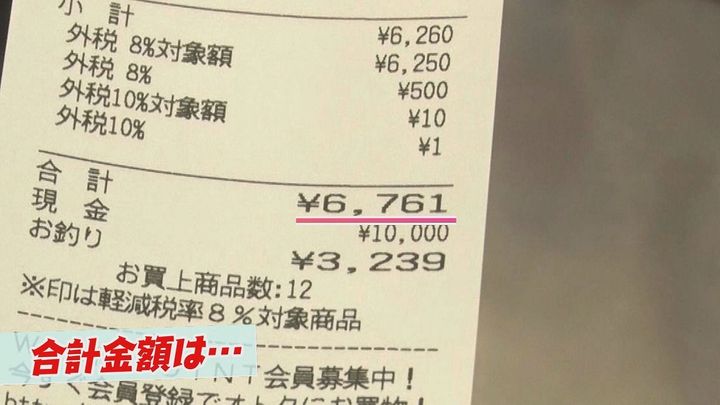 小 計 ¥6,260
外税 8%対象額 ¥6,250
外税 8% ¥500
外税10%対象額 ¥10
外税10% ¥1
合 計 ¥6,761
現 金 ¥10,000
お釣り ¥3,239
お買上商品数:12
※印は軽減税率8%対象商品
合計金額は…
INT会員募集中!
会員登録でオトクにお買物!